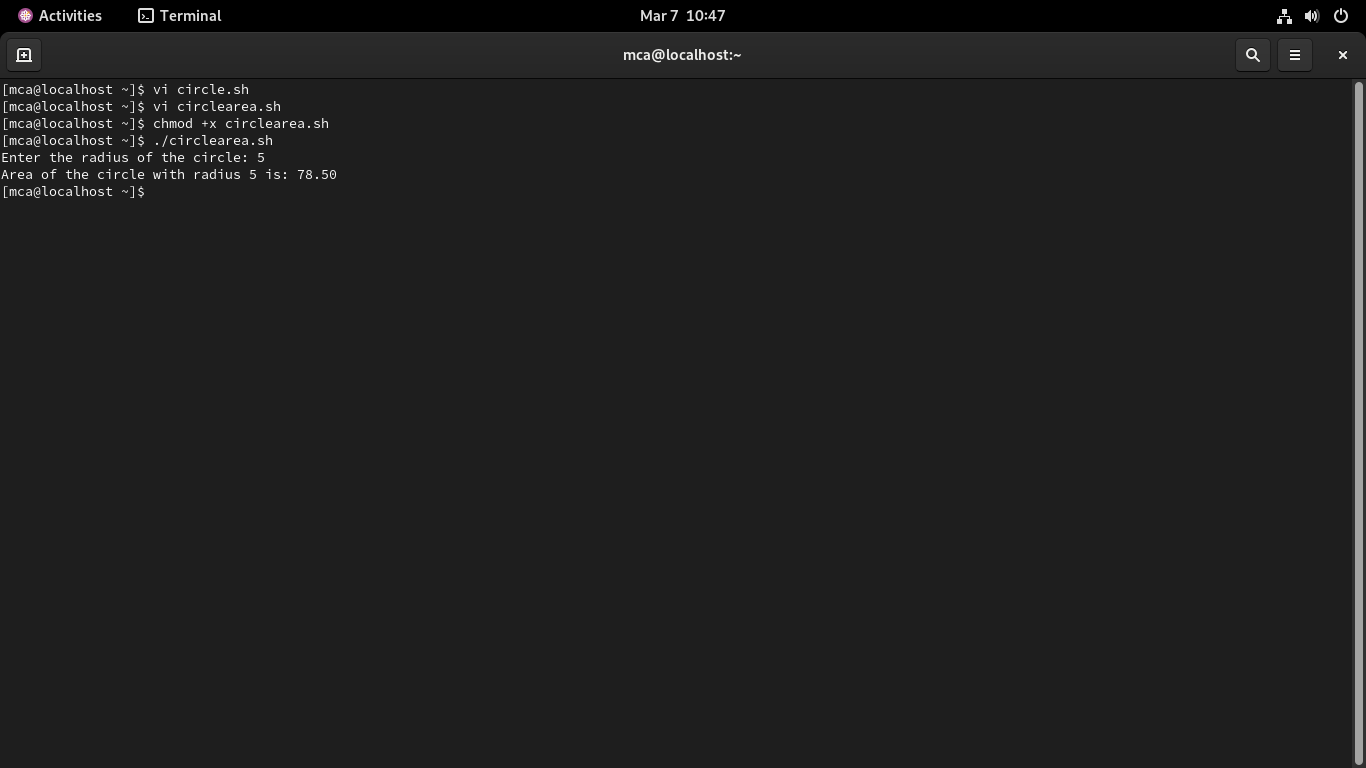 Activities Terminal Mar 7 10:47
mca@localhost:~
[mca@localhost ~]$ vi circle.sh
[mca@localhost ~]$ vi circlearea.sh
[mca@localhost ~]$ chmod +x circlearea.sh
[mca@localhost ~]$ ./circlearea.sh
Enter the radius of the circle: 5
Area of the circle with radius 5 is: 78.50
[mca@localhost ~]$